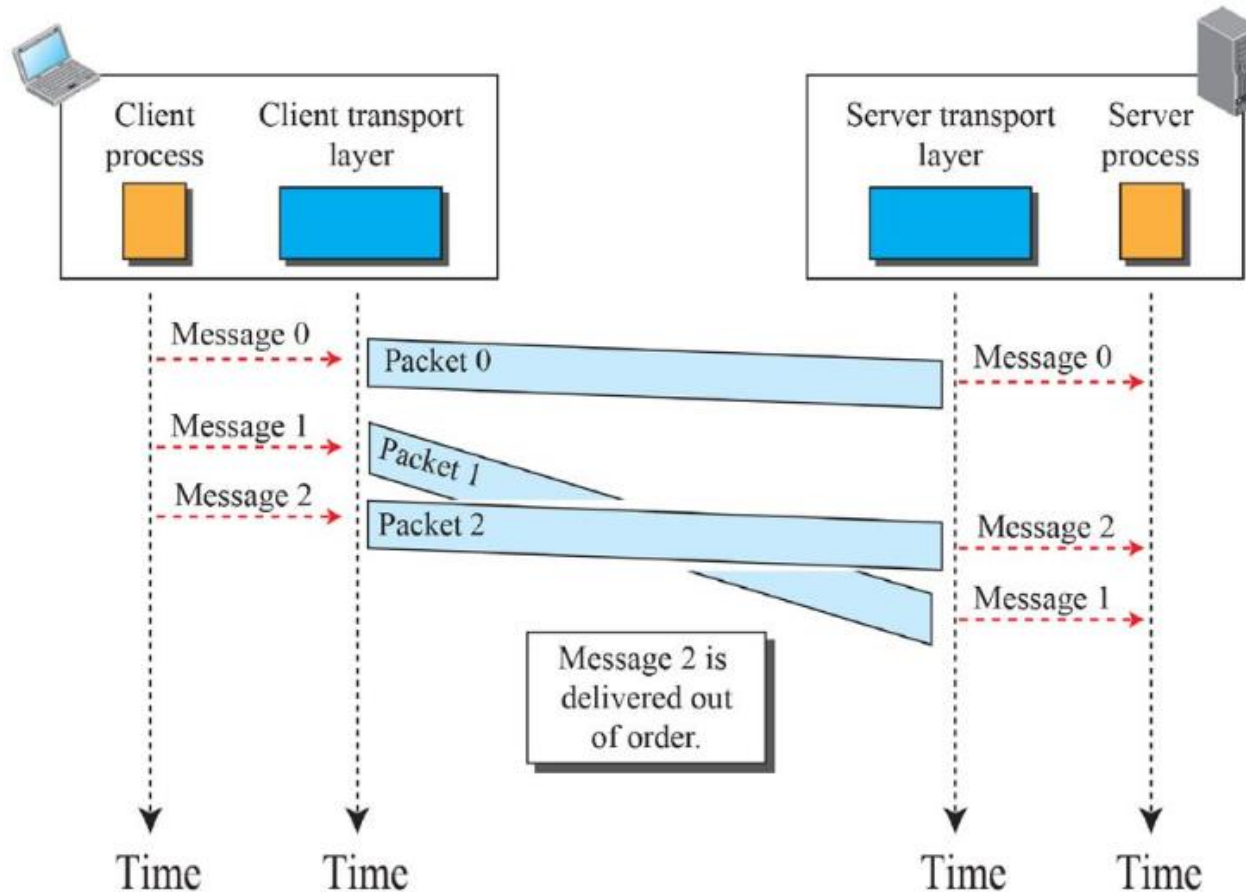 Client
process
Client transport
layer
Server transport
layer
Server
process
Message 0
Packet 0
Message 0
Message 1
Packet 1
Message 2
Packet 2
Message 2
Message 1
Message 2 is
delivered out
of order.
Time
Time
Time
Time